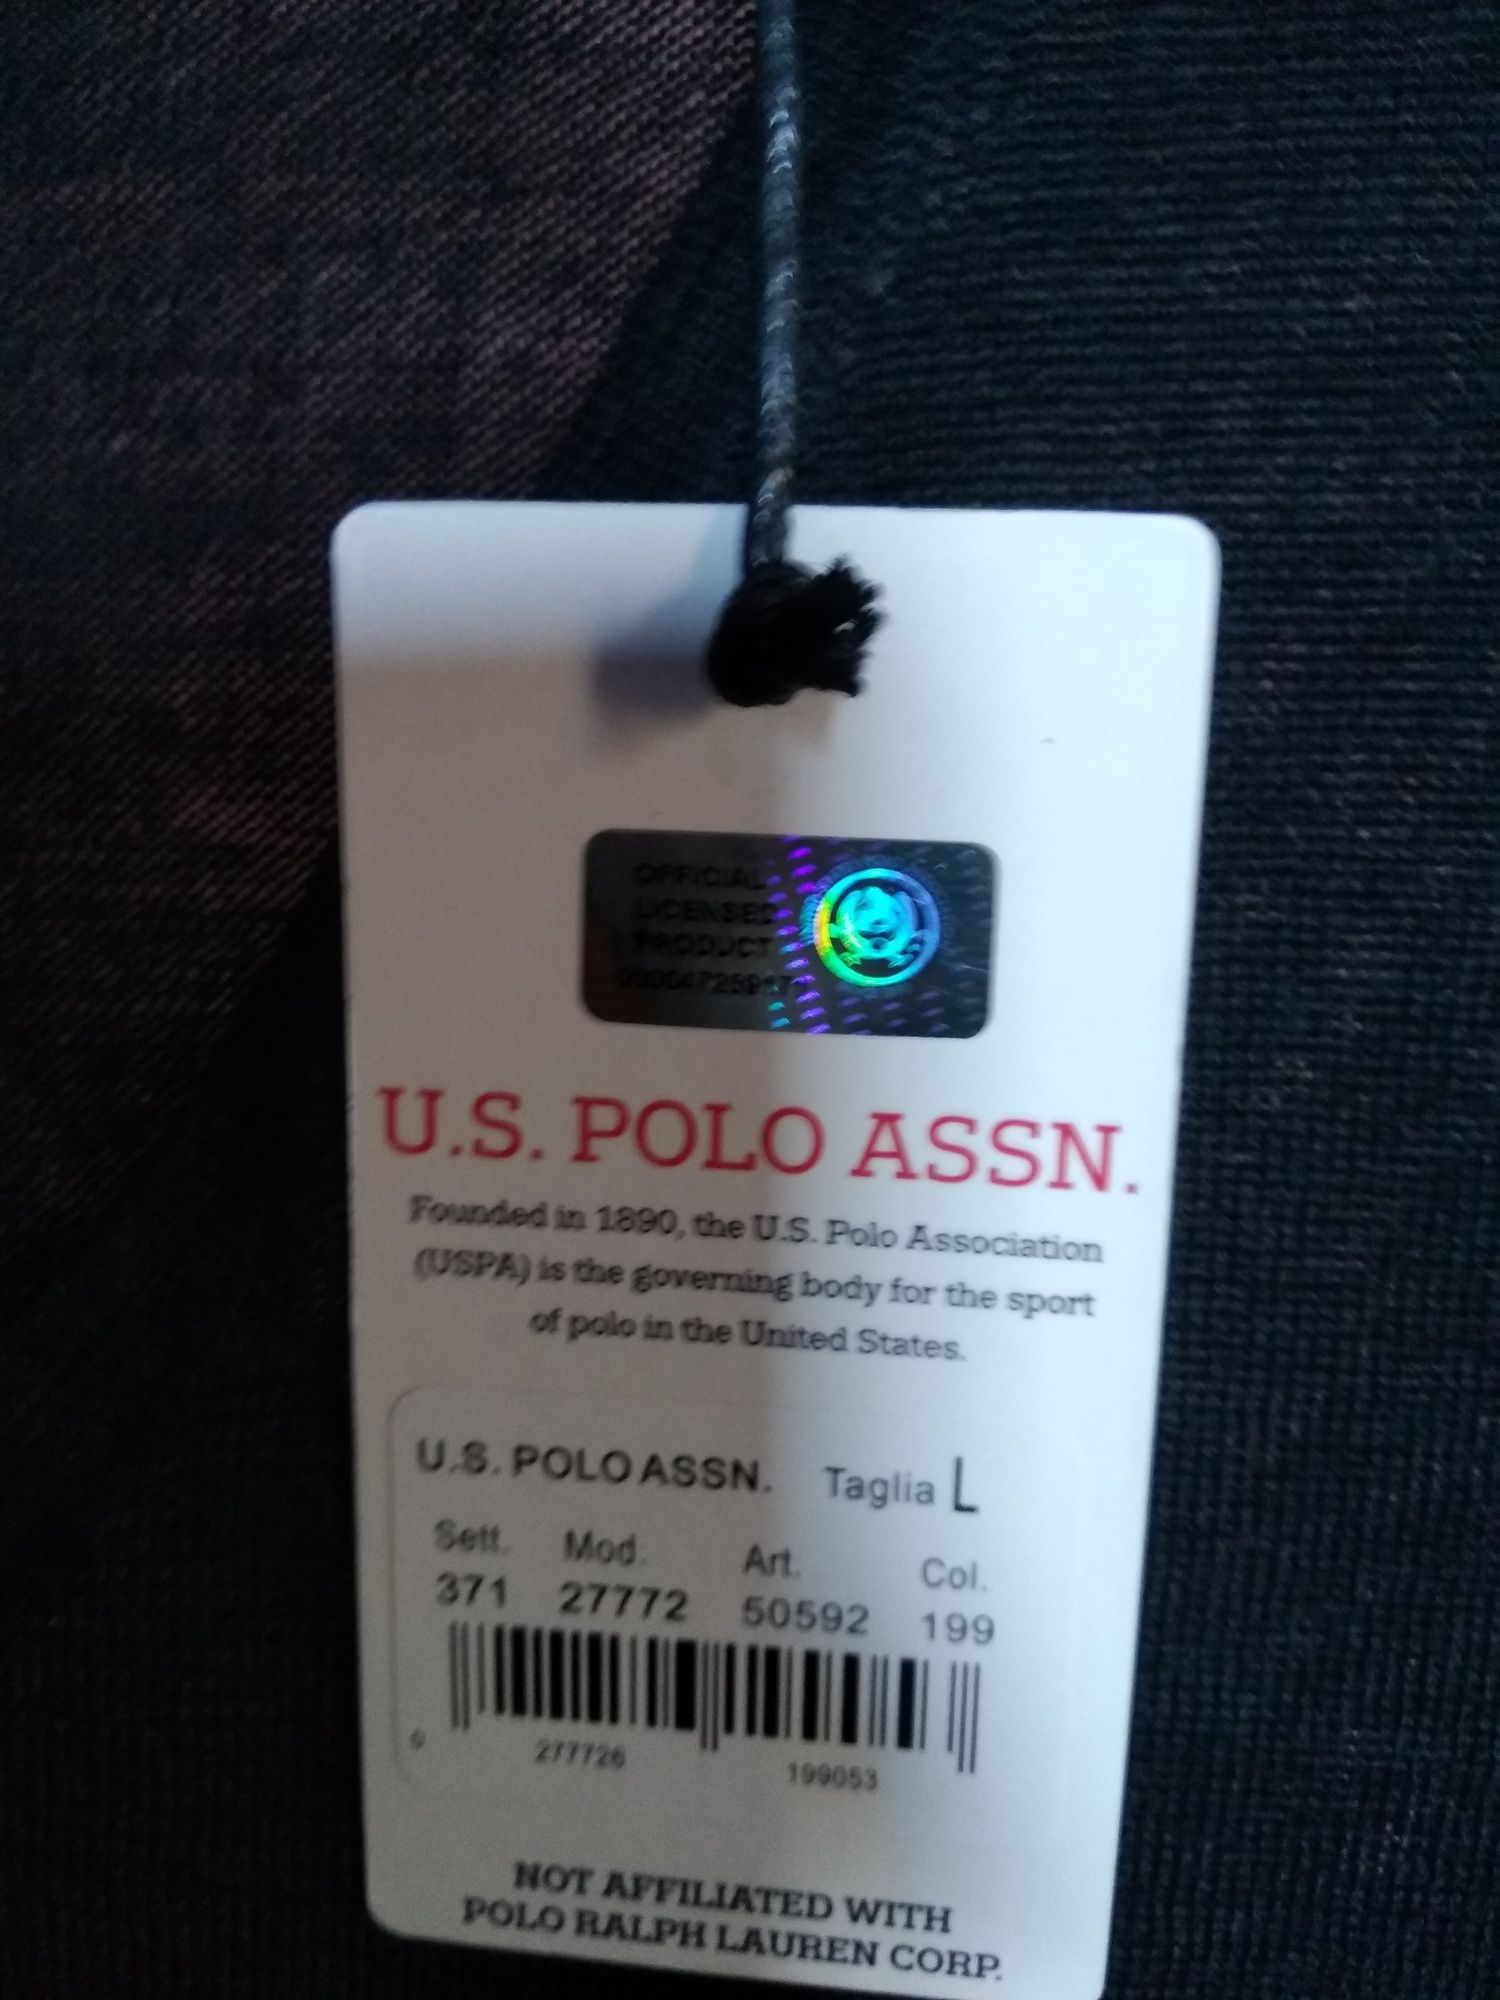 OFFICIAL
LICENSED
PRODUCT
U.S. POLO ASSN.
Founded in 1890, the U.S. Polo Association
(USPA) is the governing body for the sport
of polo in the United States.
U.S. POLO ASSN. Taglia L
Sett. Mod. Art. Col.
371 27772 50592 199
0 277726 199053
NOT AFFILIATED WITH
POLO RALPH LAUREN CORP.